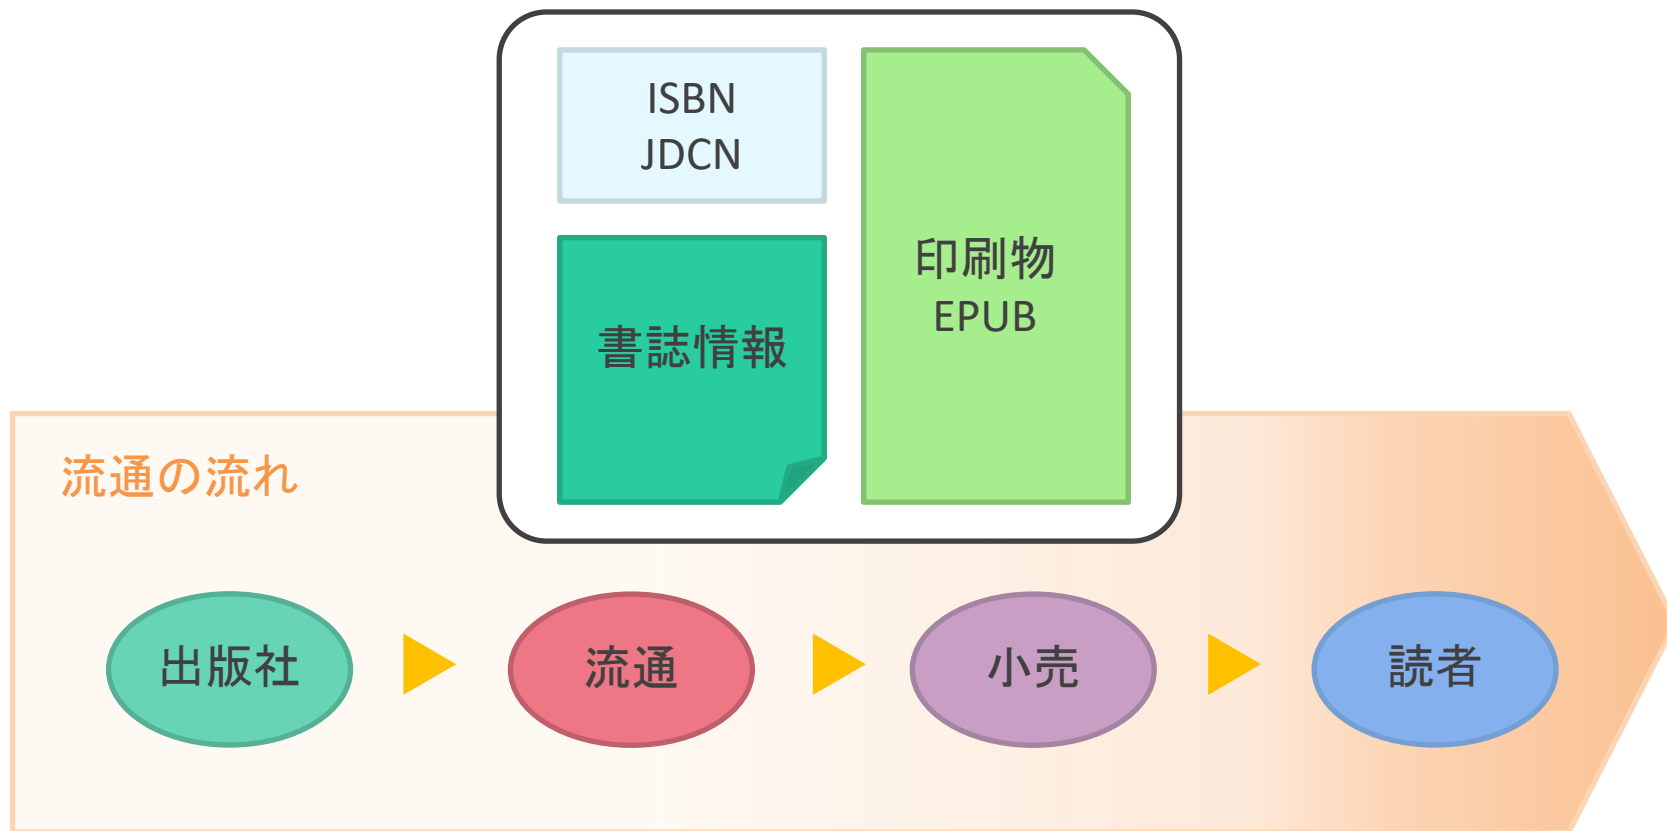 ISBN
JDCN
書誌情報
印刷物
EPUB
流通の流れ
出版社
流通
小売
読者